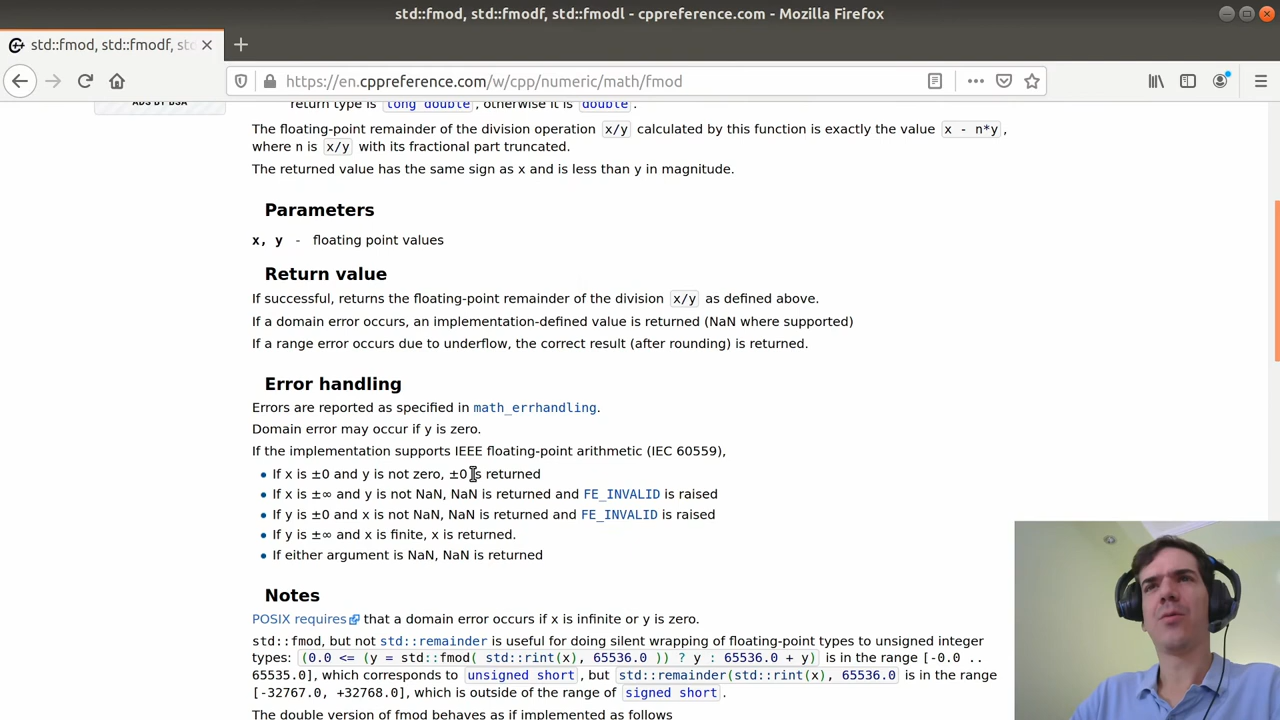 std::fmod, std::fmodf, std::fmodl - cppreference.com - Mozilla Firefox
std::fmod, std::fmodf, std
https://en.cppreference.com/w/cpp/numeric/math/fmod
ADS BY BSA
return type is long double, otherwise it is double.
The floating-point remainder of the division operation x/y calculated by this function is exactly the value x - n*y,
where n is x/y with its fractional part truncated.
The returned value has the same sign as x and is less than y in magnitude.
Parameters
x, y - floating point values
Return value
If successful, returns the floating-point remainder of the division x/y as defined above.
If a domain error occurs, an implementation-defined value is returned (NaN where supported)
If a range error occurs due to underflow, the correct result (after rounding) is returned.
Error handling
Errors are reported as specified in math_errhandling.
Domain error may occur if y is zero.
If the implementation supports IEEE floating-point arithmetic (IEC 60559),
• If x is ±0 and y is not zero, ±0 is returned
• If x is ±∞ and y is not NaN, NaN is returned and FE_INVALID is raised
• If y is ±0 and x is not NaN, NaN is returned and FE_INVALID is raised
• If y is ±∞ and x is finite, x is returned.
• If either argument is NaN, NaN is returned
Notes
POSIX requires that a domain error occurs if x is infinite or y is zero.
std::fmod, but not std::remainder is useful for doing silent wrapping of floating-point types to unsigned integer
types: (0.0 <= (y = std::fmod( std::rint(x), 65536.0 )) ? y : 65536.0 + y) is in the range [-0.0 ..
65535.0], which corresponds to unsigned short, but std::remainder(std::rint(x), 65536.0 is in the range
[-32767.0, +32768.0], which is outside of the range of signed short.
The double version of fmod behaves as if implemented as follows